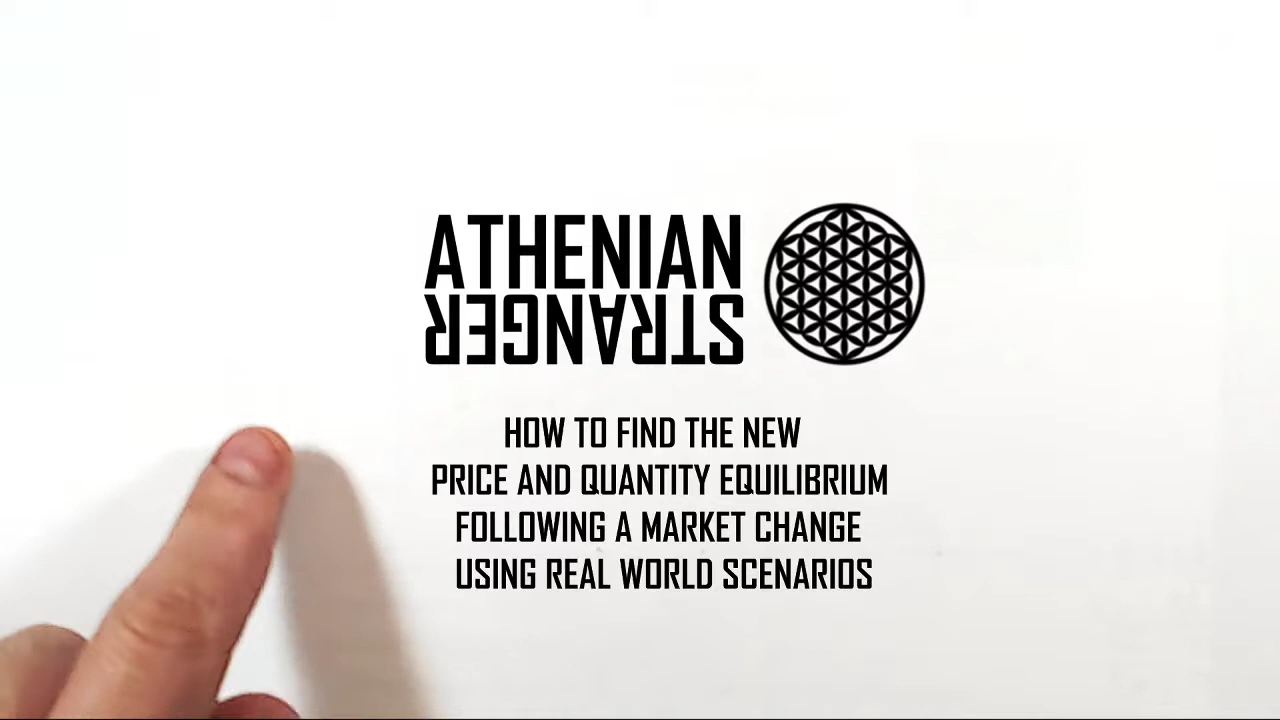 ATHENIAN
STRANGER
HOW TO FIND THE NEW
PRICE AND QUANTITY EQUILIBRIUM
FOLLOWING A MARKET CHANGE
USING REAL WORLD SCENARIOS